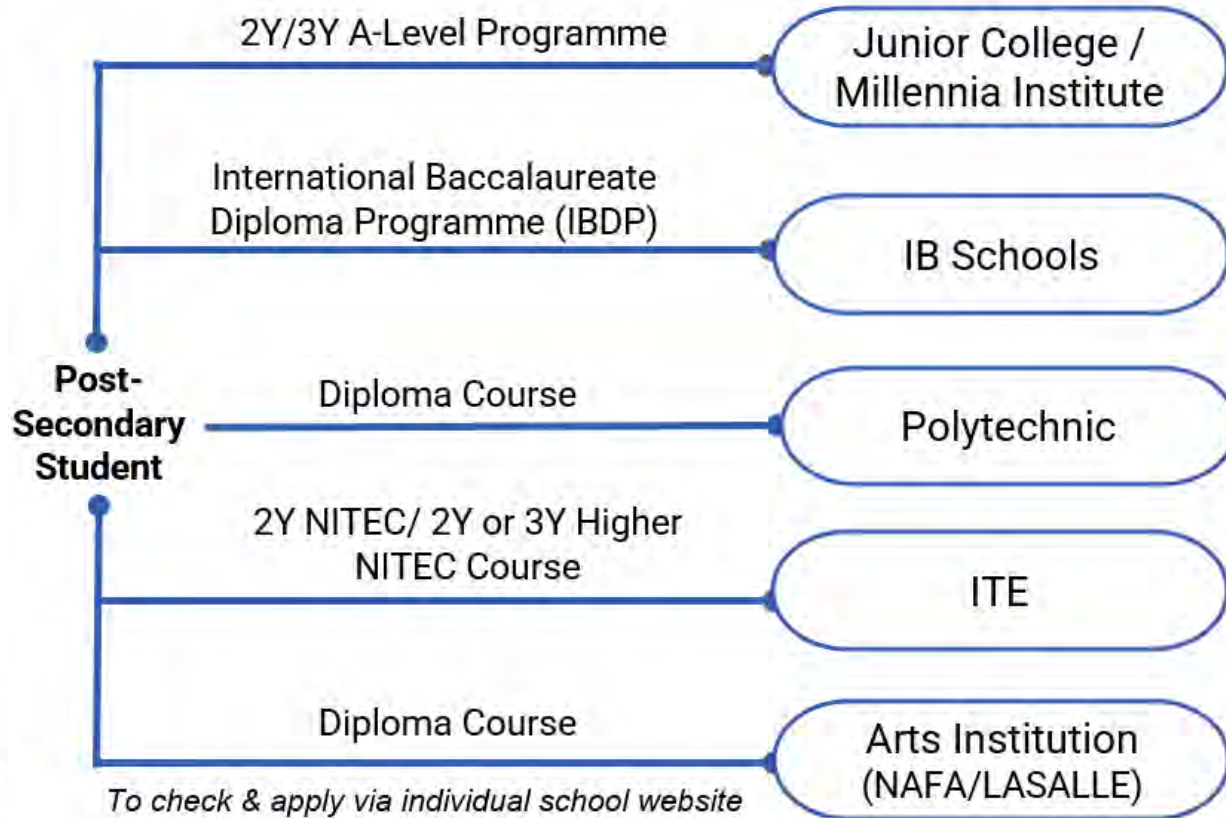 2Y/3Y A-Level Programme
Junior College /
Millennia Institute
International Baccalaureate
Diploma Programme (IBDP)
IB Schools
Post-
Secondary
Student
Diploma Course
Polytechnic
2Y NITEC/ 2Y or 3Y Higher
NITEC Course
ITE
Diploma Course
Arts Institution
(NAFA/LASALLE)
To check & apply via individual school website